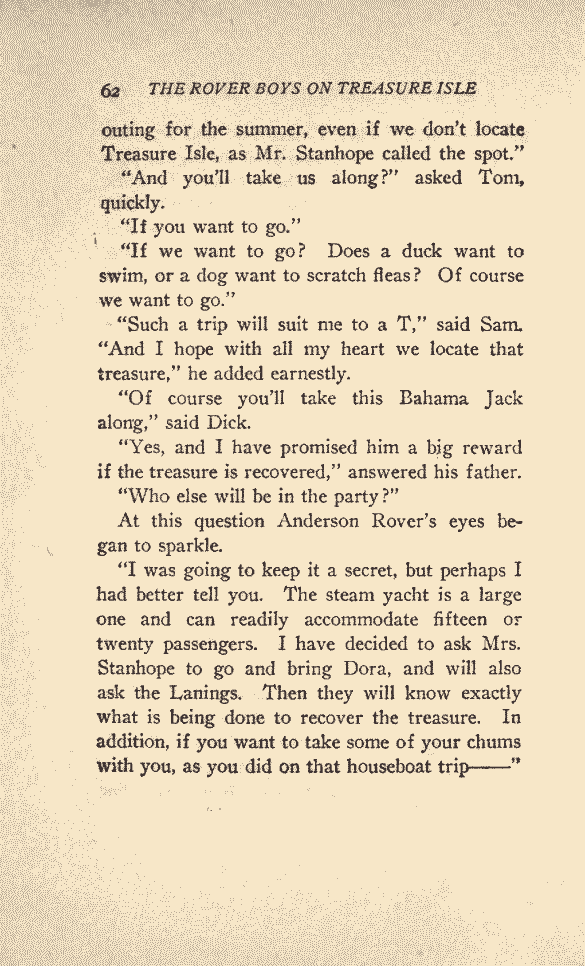 62 THE ROVER BOYS ON TREASURE ISLE
outing for the summer, even if we don't locate
Treasure Isle, as Mr. Stanhope called the spot."
"And you'll take us along?" asked Tom,
quickly.
"If you want to go."
"If we want to go? Does a duck want to
swim, or a dog want to scratch fleas? Of course
we want to go."
"Such a trip will suit me to a T," said Sam.
"And I hope with all my heart we locate that
treasure," he added earnestly.
"Of course you'll take this Bahama Jack
along," said Dick.
"Yes, and I have promised him a big reward
if the treasure is recovered," answered his father.
"Who else will be in the party?"
At this question Anderson Rover's eyes be-
gan to sparkle.
"I was going to keep it a secret, but perhaps I
had better tell you. The steam yacht is a large
one and can readily accommodate fifteen or
twenty passengers. I have decided to ask Mrs.
Stanhope to go and bring Dora, and will also
ask the Lanings. Then they will know exactly
what is being done to recover the treasure. In
addition, if you want to take some of your chums
with you, as you did on that houseboat trip——"